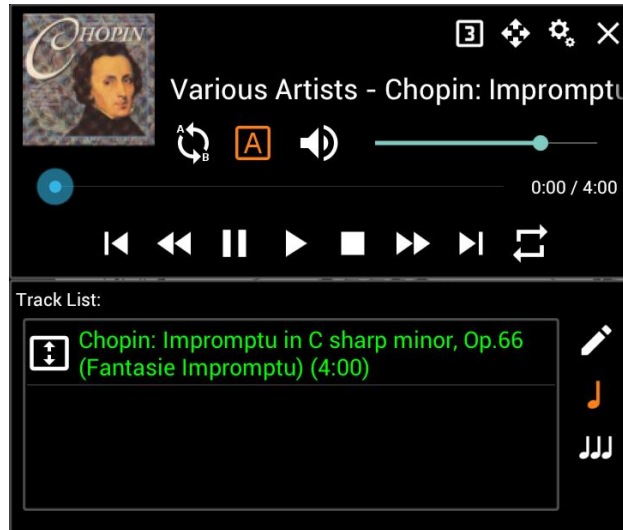 CHOPIN
3
Various Artists - Chopin: Impromptu
A
B
A
0:00 / 4:00
Track List:
Chopin: Impromptu in C sharp minor, Op.66
(Fantasie Impromptu) (4:00)